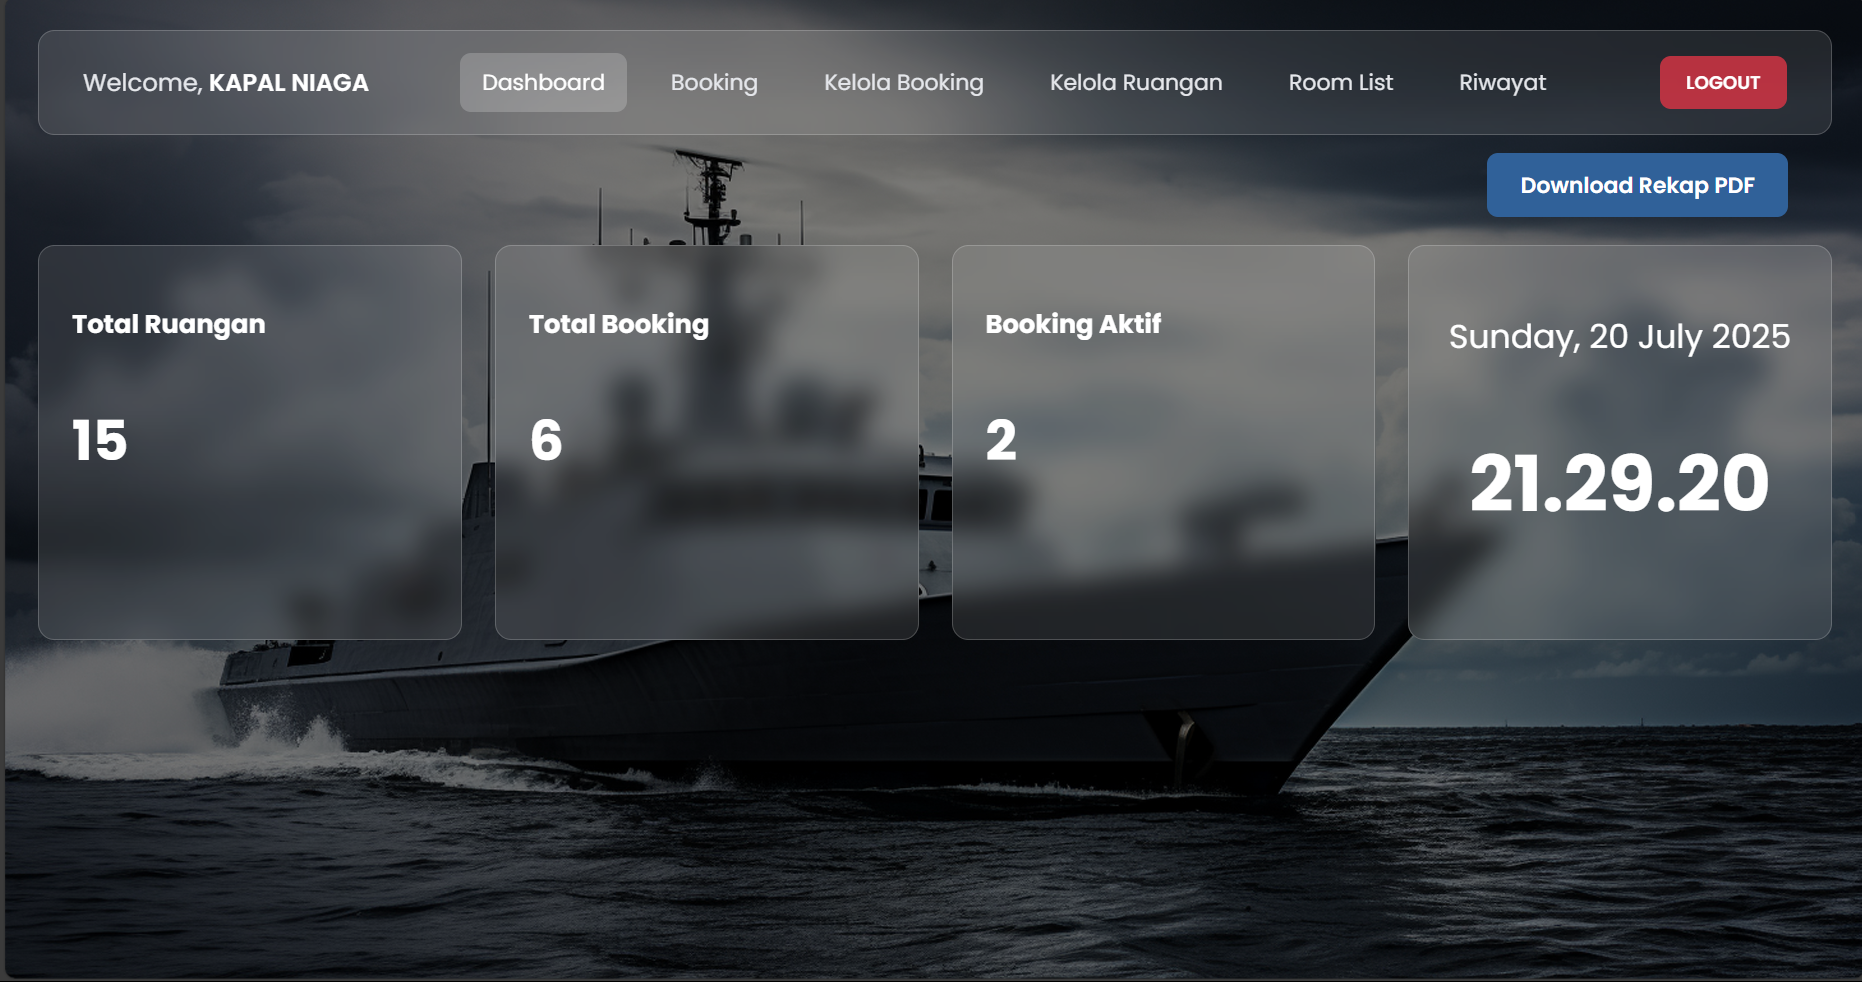 Welcome, KAPAL NIAGA
Dashboard
Booking
Kelola Booking
Kelola Ruangan
Room List
Riwayat
LOGOUT
Download Rekap PDF
Total Ruangan
15
Total Booking
6
Booking Aktif
2
Sunday, 20 July 2025
21.29.20